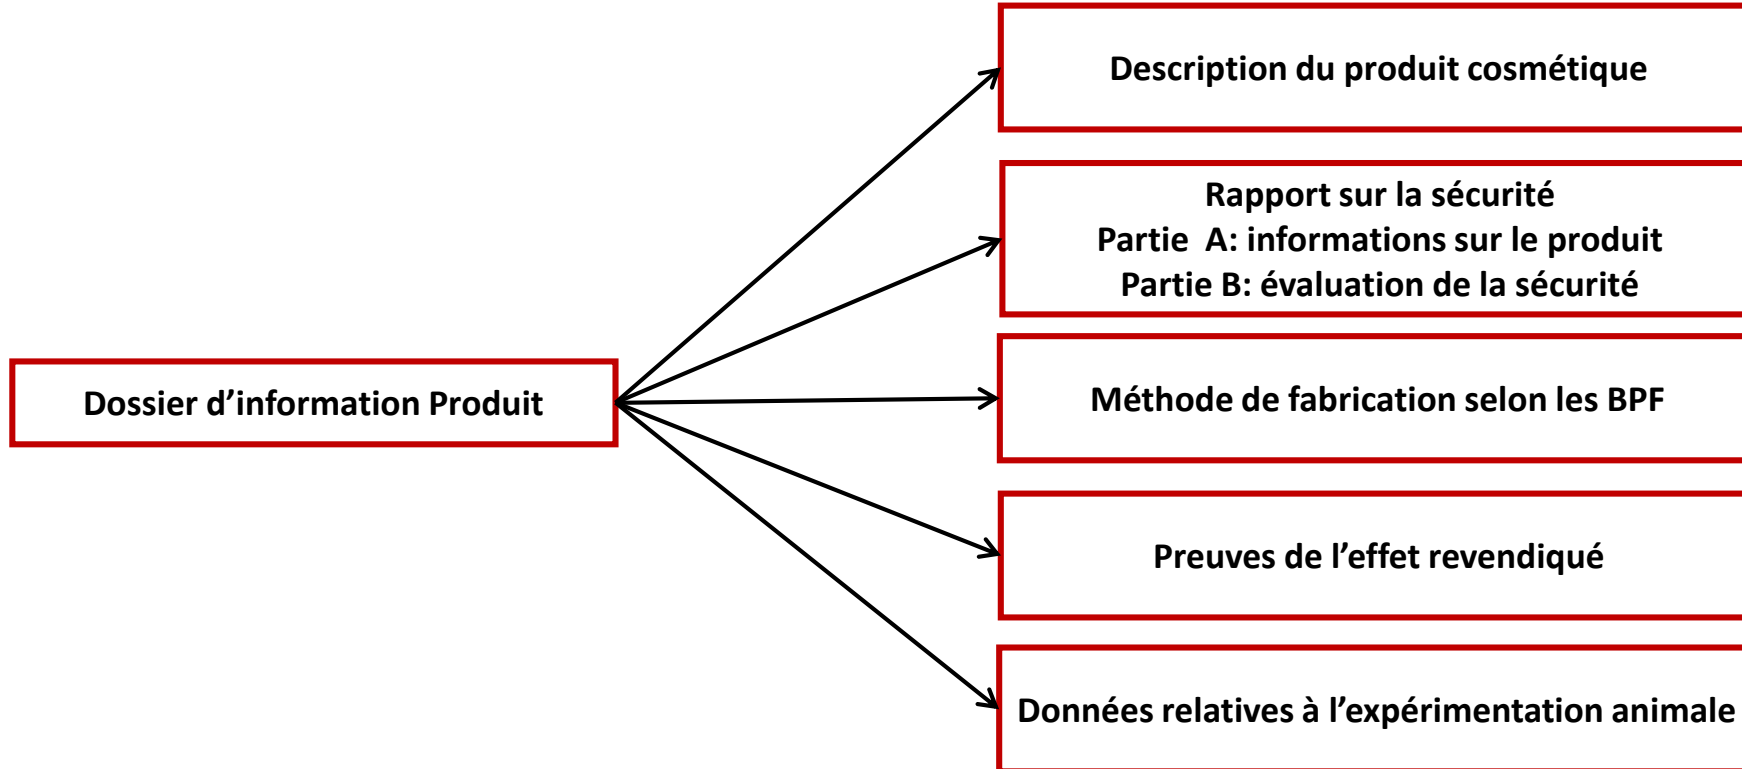 Description du produit cosmétique
Rapport sur la sécurité
Partie  A: informations sur le produit
Partie B: évaluation de la sécurité
Dossier d’information Produit
Méthode de fabrication selon les BPF
Preuves de l’effet revendiqué
Données relatives à l’expérimentation animale